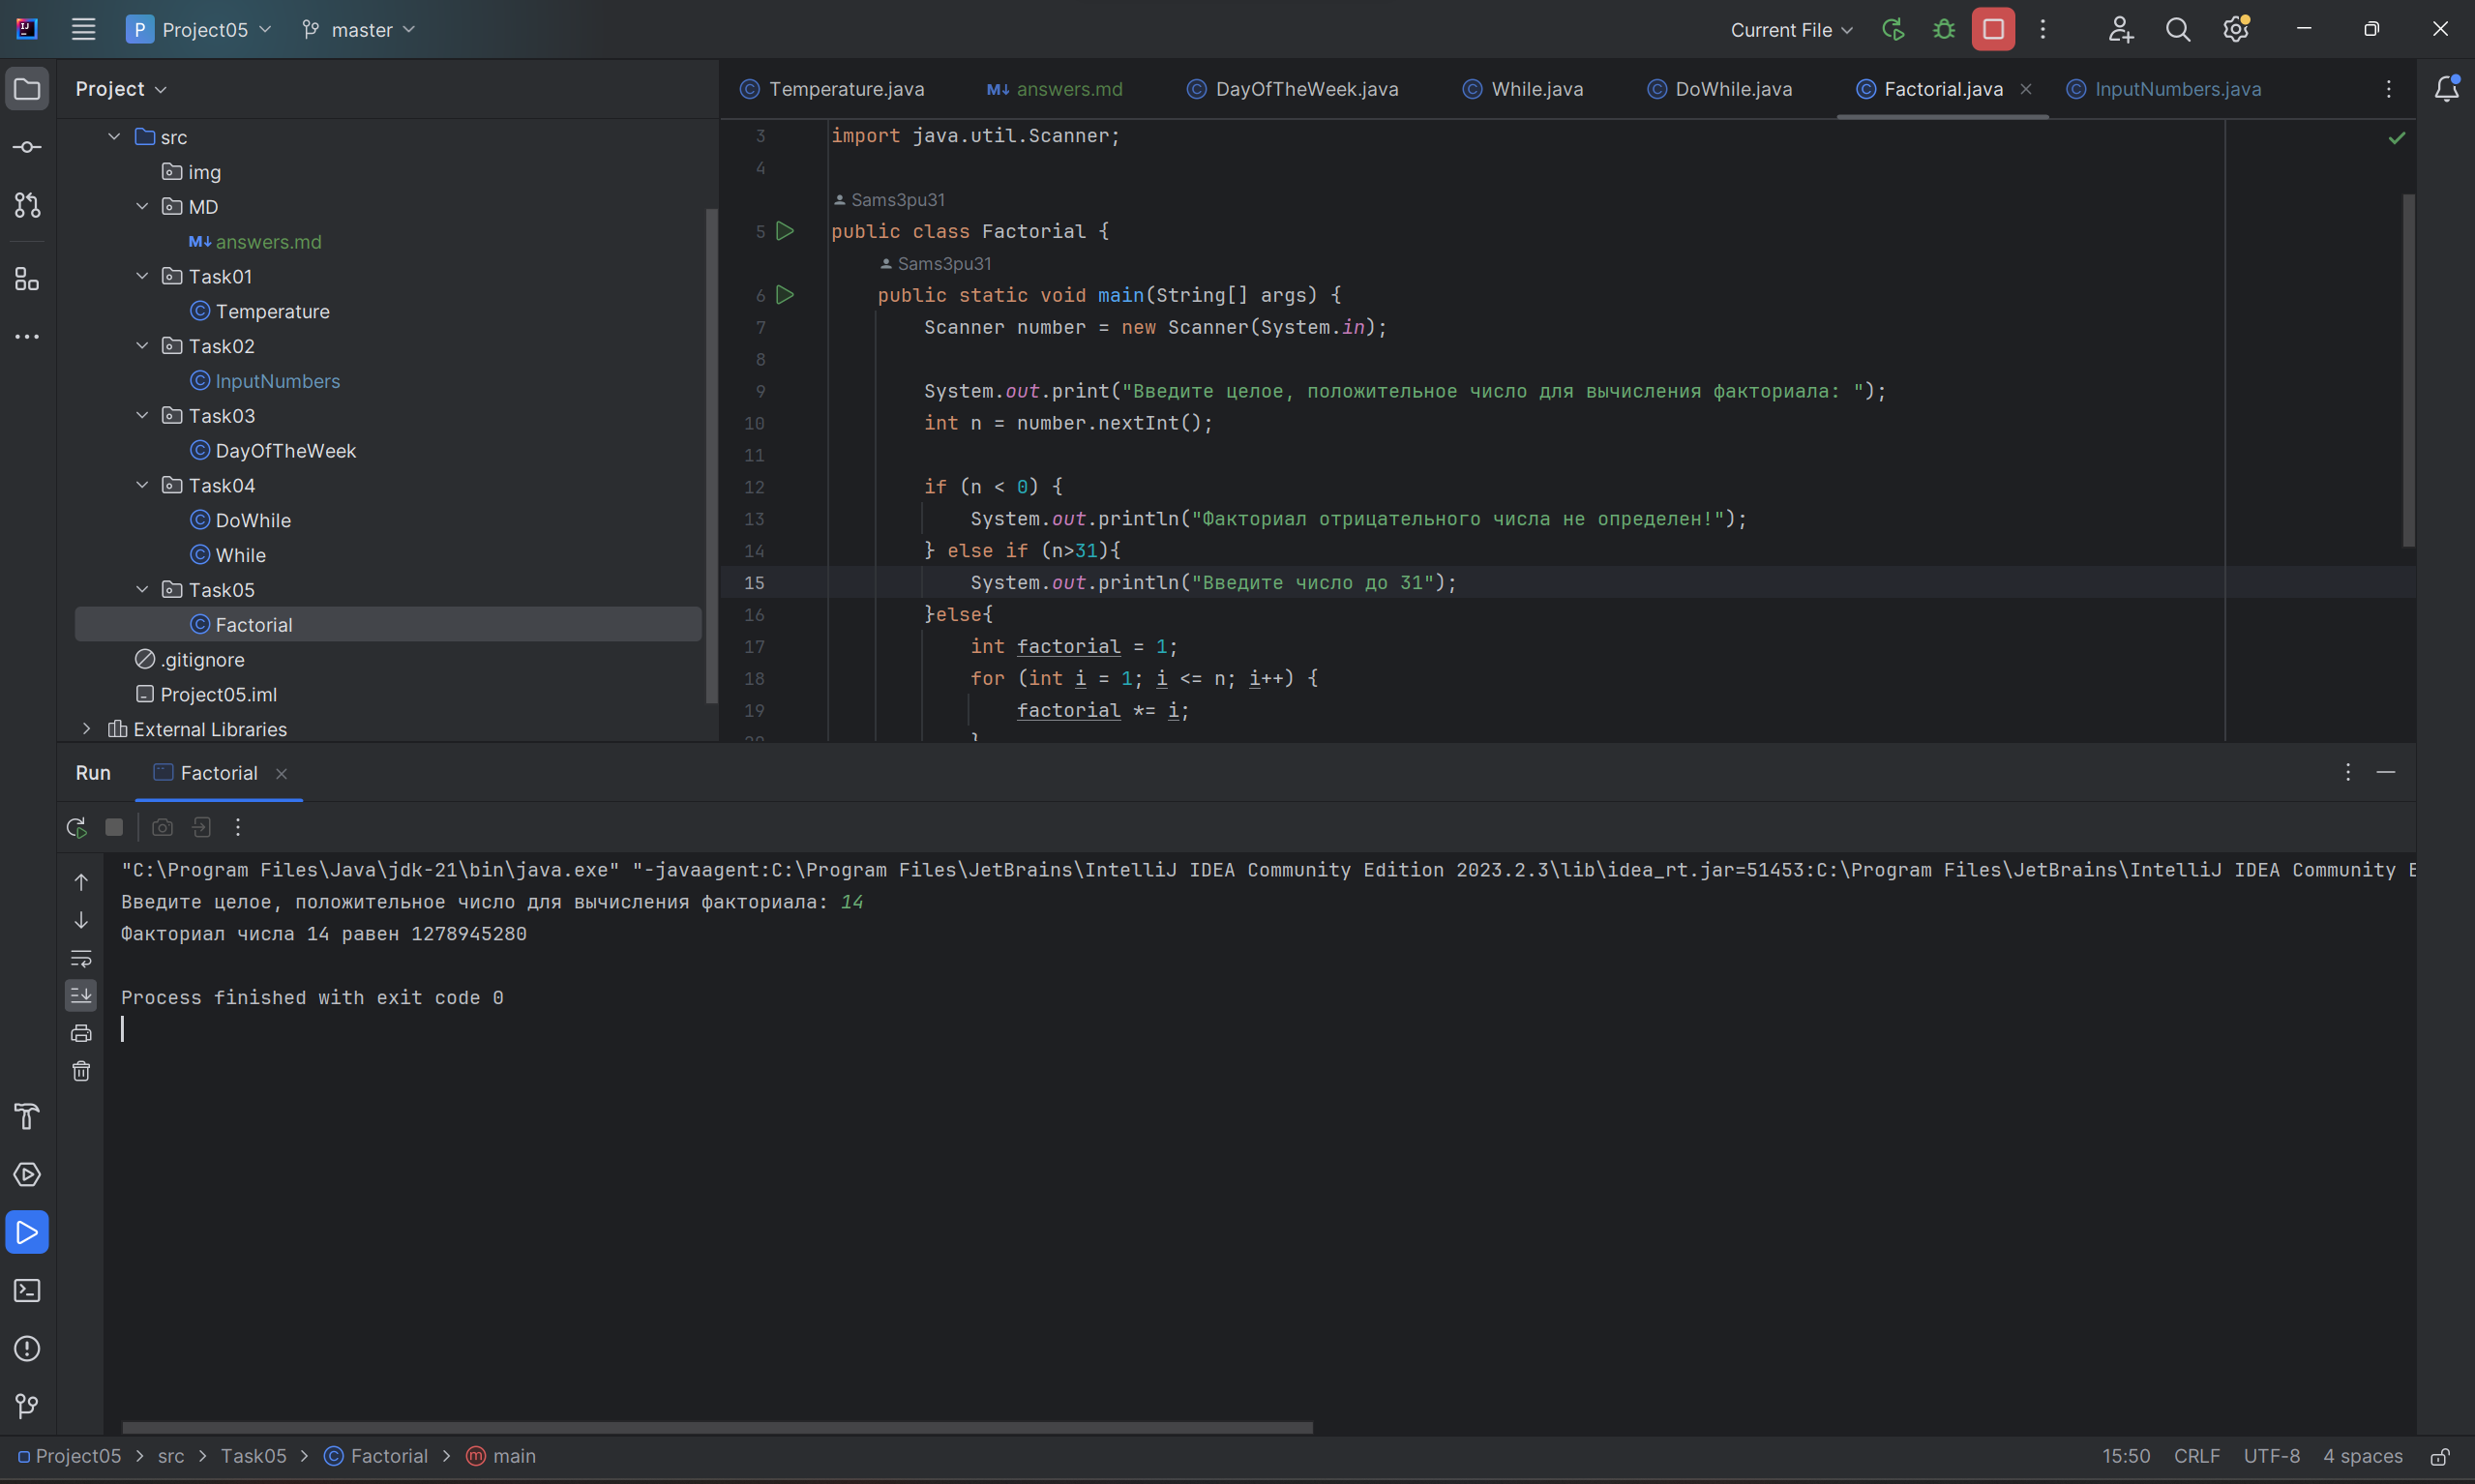 P Project05 master Current File
Project
src
img
MD
M↓ answers.md
Task01
Temperature
Task02
InputNumbers
Task03
DayOfTheWeek
Task04
DoWhile
While
Task05
Factorial
.gitignore
Project05.iml
External Libraries
Temperature.java M↓ answers.md DayOfTheWeek.java While.java DoWhile.java Factorial.java InputNumbers.java
3 import java.util.Scanner;
4
Sams3pu31
5 public class Factorial {
Sams3pu31
6 public static void main(String[] args) {
7 Scanner number = new Scanner(System.in);
8
9 System.out.print("Введите целое, положительное число для вычисления факториала: ");
10 int n = number.nextInt();
11
12 if (n < 0) {
13 System.out.println("Факториал отрицательного числа не определен!");
14 } else if (n>31){
15 System.out.println("Введите число до 31");
16 }else{
17 int factorial = 1;
18 for (int i = 1; i <= n; i++) {
19 factorial *= i;
20 }
Run Factorial
"C:\Program Files\Java\jdk-21\bin\java.exe" "-javaagent:C:\Program Files\JetBrains\IntelliJ IDEA Community Edition 2023.2.3\lib\idea_rt.jar=51453:C:\Program Files\JetBrains\IntelliJ IDEA Community E
Введите целое, положительное число для вычисления факториала: 14
Факториал числа 14 равен 1278945280
Process finished with exit code 0
Project05 > src > Task05 > Factorial > main 15:50 CRLF UTF-8 4 spaces